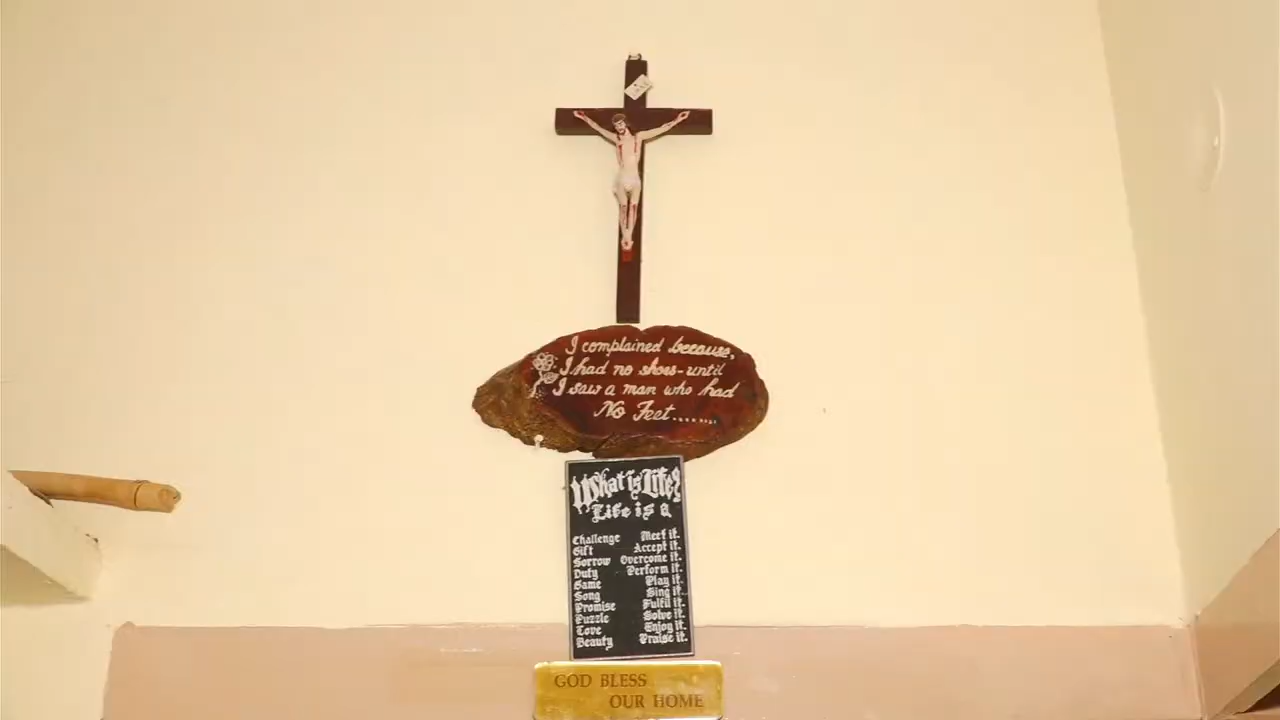 I complained because,
I had no shoes-until
I saw a man who had
No Feet.......
What is Life?
Life is a
Challenge Meet it.
Gift Accept it.
Sorrow Overcome it.
Duty Perform it.
Game Play it.
Song Sing it.
Promise Fulfil it.
Puzzle Solve it.
Love Enjoy it.
Beauty Praise it.
GOD BLESS
OUR HOME